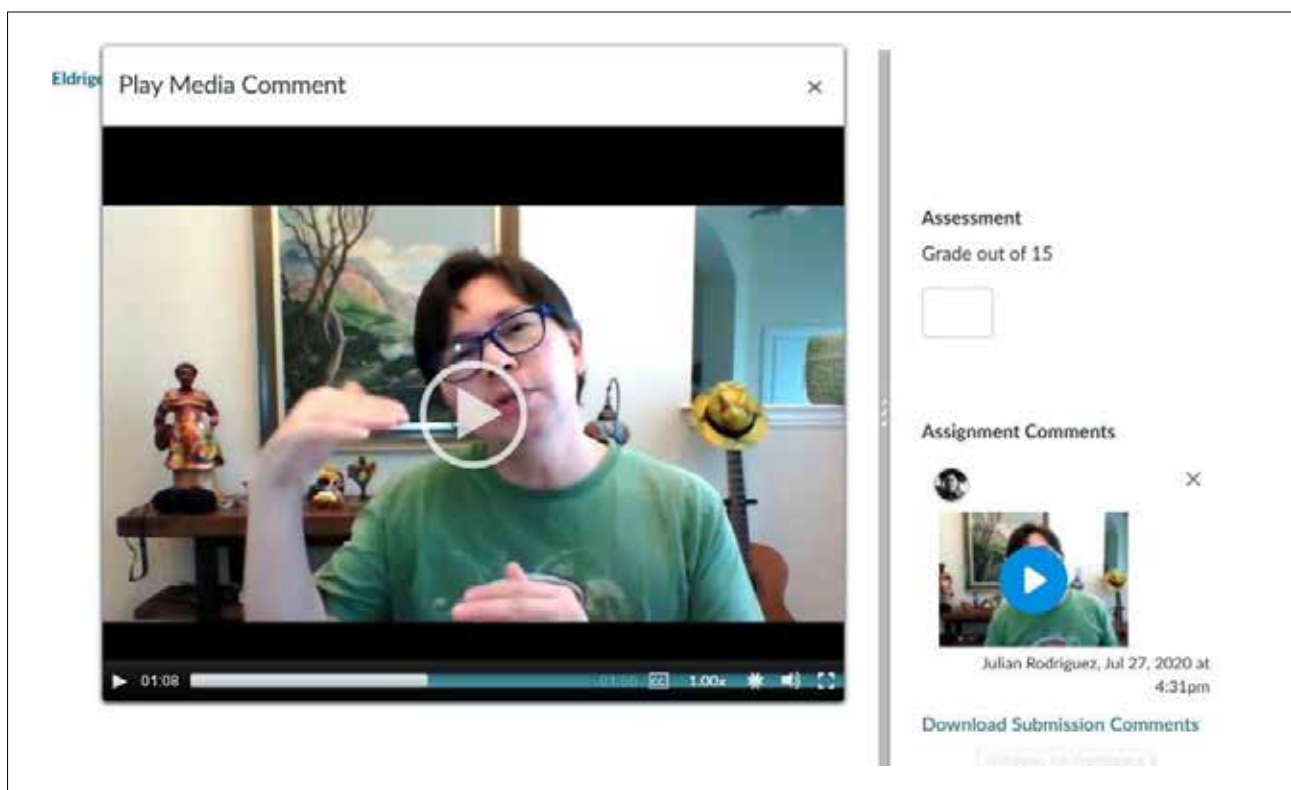 Eldrige
Play Media Comment
×
01:08
01:56
CC
1.00x
Assessment
Grade out of 15
Assignment Comments
×
Julian Rodriguez, Jul 27, 2020 at
4:31pm
Download Submission Comments